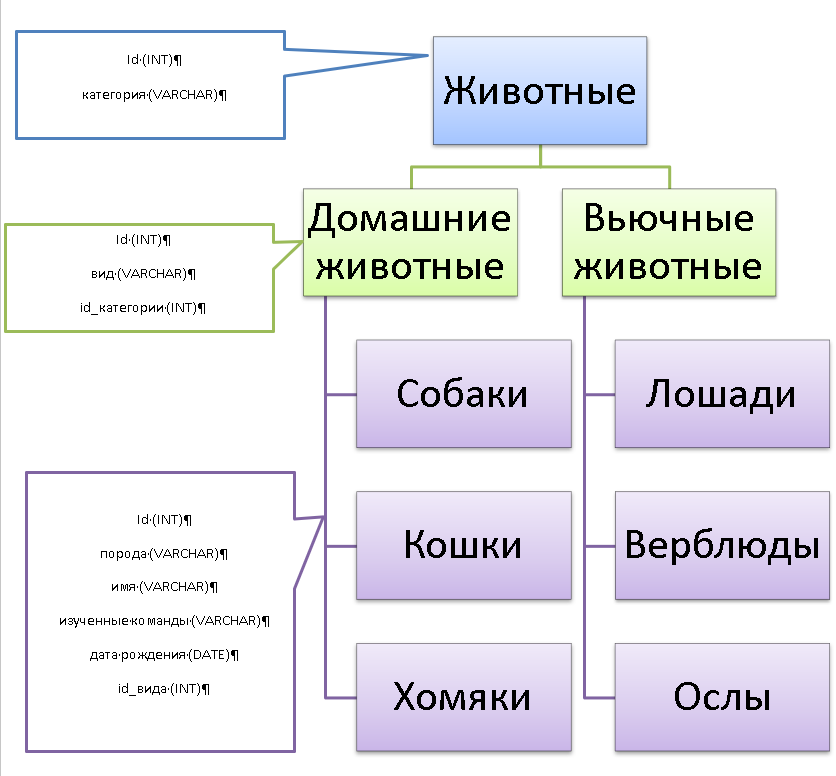 Id·(INT)¶
категория·(VARCHAR)¶
Животные
Id·(INT)¶
вид·(VARCHAR)¶
id_категории·(INT)¶
Домашние
животные
Вьючные
животные
Собаки
Лошади
Id·(INT)¶
порода·(VARCHAR)¶
имя·(VARCHAR)¶
изученные·команды·(VARCHAR)¶
дата·рождения·(DATE)¶
id_вида·(INT)¶
Кошки
Верблюды
Хомяки
Ослы